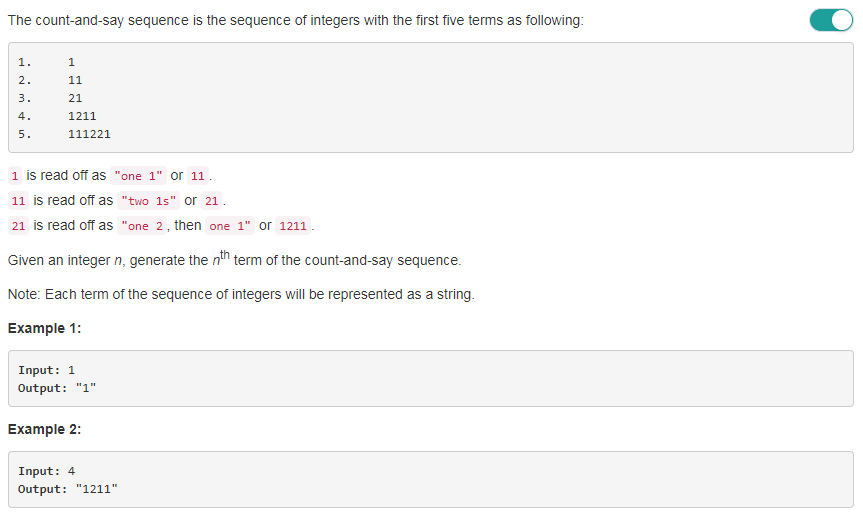 The count-and-say sequence is the sequence of integers with the first five terms as following:
1.     1
2.     11
3.     21
4.     1211
5.     111221
1 is read off as "one 1" or 11.
11 is read off as "two 1s" or 21.
21 is read off as "one 2, then one 1" or 1211.
Given an integer n, generate the nth term of the count-and-say sequence.
Note: Each term of the sequence of integers will be represented as a string.
Example 1:
Input: 1
Output: "1"
Example 2:
Input: 4
Output: "1211"